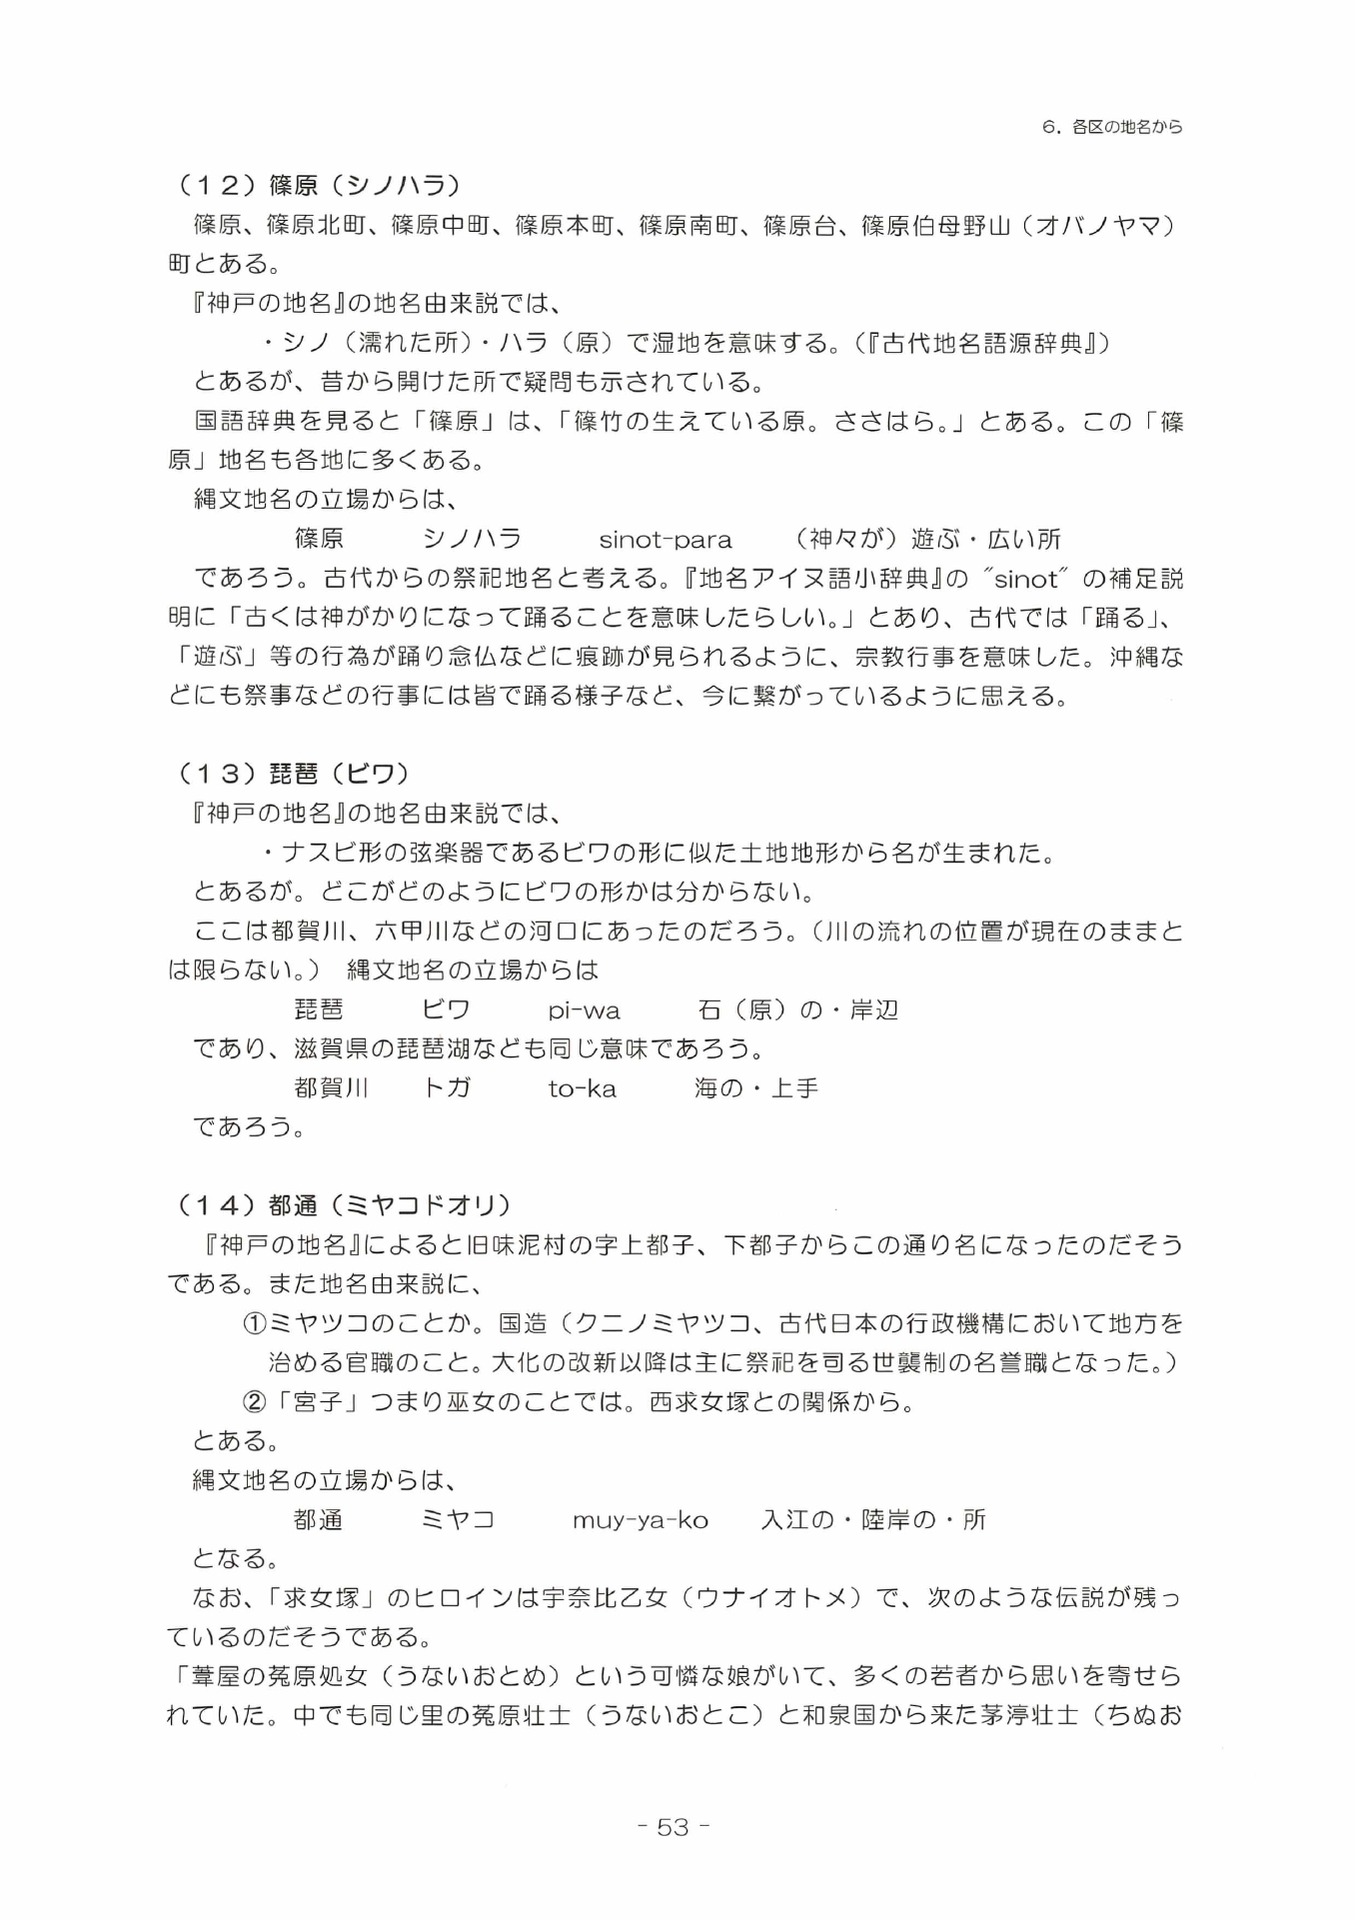 6．各区の地名から
（１２）篠原（シノハラ）
篠原、篠原北町、篠原中町、篠原本町、篠原南町、篠原台、篠原伯母野山（オバノヤマ）
町とある。
『神戸の地名』の地名由来説では、
・シノ（濡れた所）・ハラ（原）で湿地を意味する。（『古代地名語源辞典』）
とあるが、昔から開けた所で疑問も示されている。
国語辞典を見ると「篠原」は、「篠竹の生えている原。ささはら。」とある。この「篠
原」地名も各地に多くある。
縄文地名の立場からは、
篠原　シノハラ　sinot-para　（神々が）遊ぶ・広い所
であろう。古代からの祭祀地名と考える。『地名アイヌ語小辞典』の〝sinot〞の補足説
明に「古くは神がかりになって踊ることを意味したらしい。」とあり、古代では「踊る」、
「遊ぶ」等の行為が踊り念仏などに痕跡が見られるように、宗教行事を意味した。沖縄な
どにも祭事などの行事には皆で踊る様子など、今に繋がっているように思える。
（１３）琵琶（ビワ）
『神戸の地名』の地名由来説では、
・ナスビ形の弦楽器であるビワの形に似た土地地形から名が生まれた。
とあるが。どこがどのようにビワの形かは分からない。
ここは都賀川、六甲川などの河口にあったのだろう。（川の流れの位置が現在のままと
は限らない。）　縄文地名の立場からは
琵琶　ビワ　pi-wa　石（原）の・岸辺
であり、滋賀県の琵琶湖なども同じ意味であろう。
都賀川　トガ　to-ka　海の・上手
であろう。
（１４）都通（ミヤコドオリ）
『神戸の地名』によると旧味泥村の字上都子、下都子からこの通り名になったのだそう
である。また地名由来説に、
①ミヤツコのことか。国造（クニノミヤツコ、古代日本の行政機構において地方を
治める官職のこと。大化の改新以降は主に祭祀を司る世襲制の名誉職となった。）
②「宮子」つまり巫女のことでは。西求女塚との関係から。
とある。
縄文地名の立場からは、
都通　ミヤコ　muy-ya-ko　入江の・陸岸の・所
となる。
なお、「求女塚」のヒロインは宇奈比乙女（ウナイオトメ）で、次のような伝説が残っ
ているのだそうである。
「葦屋の菟原処女（うないおとめ）という可憐な娘がいて、多くの若者から思いを寄せら
れていた。中でも同じ里の菟原壮士（うないおとこ）と和泉国から来た茅渟壮士（ちぬお
- 53 -